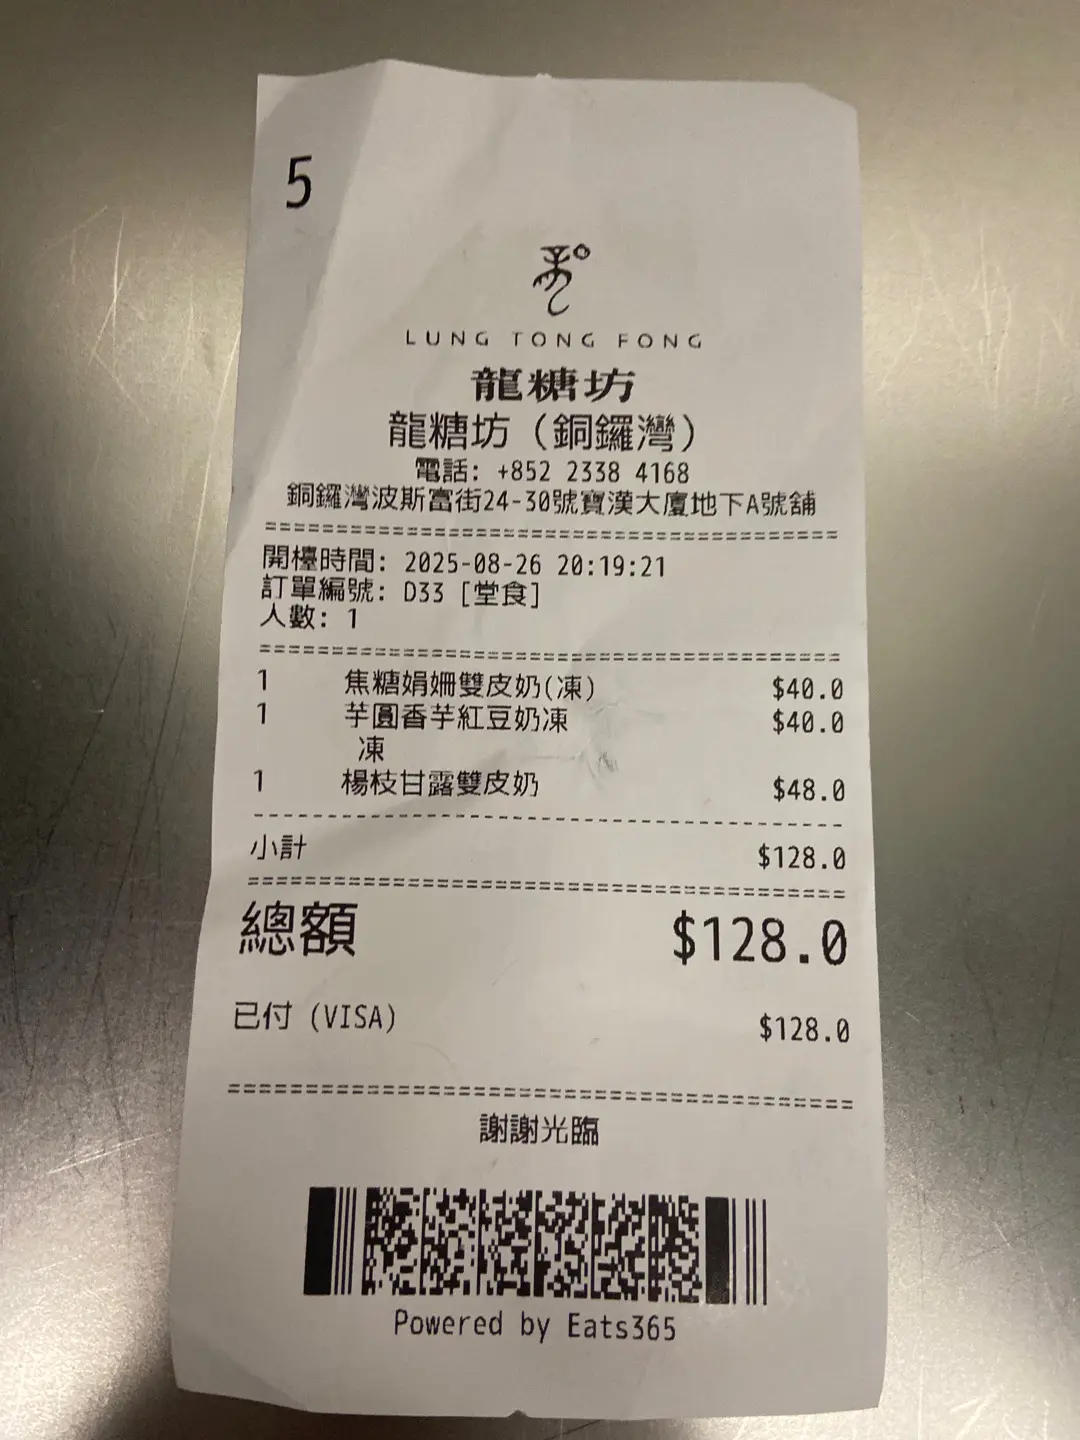 5
LUNG TONG FONG
龍糖坊
龍糖坊 (銅鑼灣)
電話: +852 2338 4168
銅鑼灣波斯富街24-30號寶漢大廈地下A號舖
開檯時間: 2025-08-26 20:19:21
訂單編號: D33 [堂食]
人數: 1
1 焦糖娟姍雙皮奶(凍) $40.0
1 芋圓香芋紅豆奶凍 $40.0
凍
1 楊枝甘露雙皮奶 $48.0
小計 $128.0
總額 $128.0
已付 (VISA) $128.0
謝謝光臨
Powered by Eats365